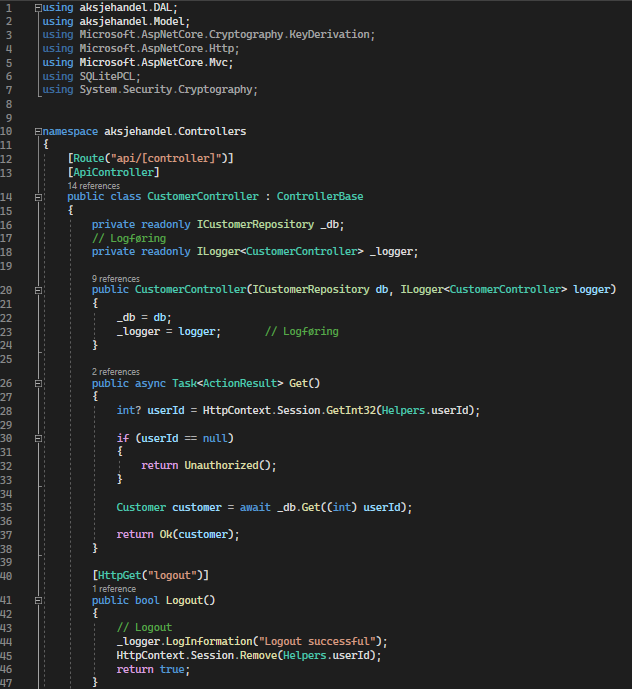 1 using aksjehandel.DAL;
2 using aksjehandel.Model;
3 using Microsoft.AspNetCore.Cryptography.KeyDerivation;
4 using Microsoft.AspNetCore.Http;
5 using Microsoft.AspNetCore.Mvc;
6 using SQLitePCL;
7 using System.Security.Cryptography;
8
9
10 namespace aksjehandel.Controllers
11 {
12     [Route("api/[controller]")]
13     [ApiController]
14 references
14     public class CustomerController : ControllerBase
15     {
16         private readonly ICustomerRepository _db;
17         // Logføring
18         private readonly ILogger<CustomerController> _logger;
19
9 references
20         public CustomerController(ICustomerRepository db, ILogger<CustomerController> logger)
21         {
22             _db = db;
23             _logger = logger;       // Logføring
24         }
25
2 references
26         public async Task<ActionResult> Get()
27         {
28             int? userId = HttpContext.Session.GetInt32(Helpers.userId);
29
30             if (userId == null)
31             {
32                 return Unauthorized();
33             }
34
35             Customer customer = await _db.Get((int) userId);
36
37             return Ok(customer);
38         }
39
40         [HttpGet("logout")]
1 reference
41         public bool Logout()
42         {
43             // Logout
44             _logger.LogInformation("Logout successful");
45             HttpContext.Session.Remove(Helpers.userId);
46             return true;
47         }